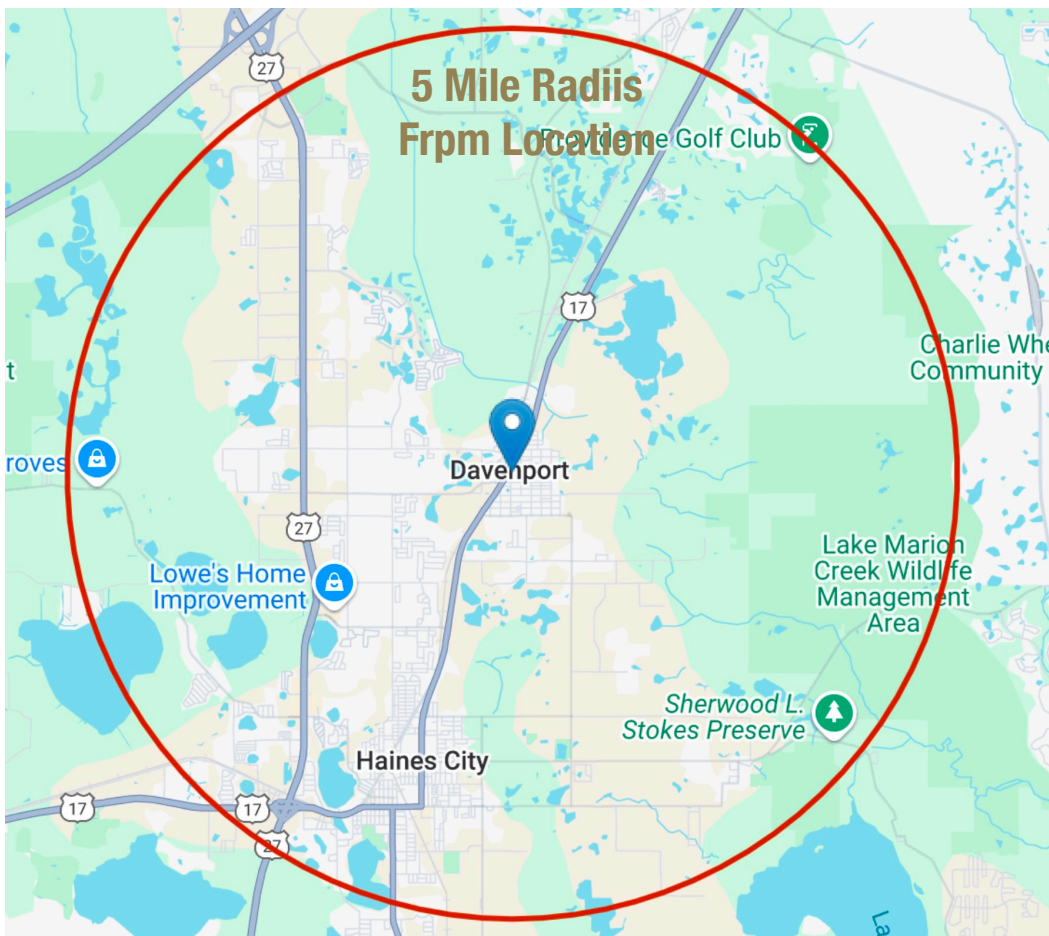 27
5 Mile Radiis
Frpm Location
Providence Golf Club
17
Charlie Whe
Community
t
Davenport
roves
27
Lowe's Home
Improvement
Lake Marion
Creek Wildlife
Management
Area
Sherwood L.
Stokes Preserve
Haines City
17
17
27
La